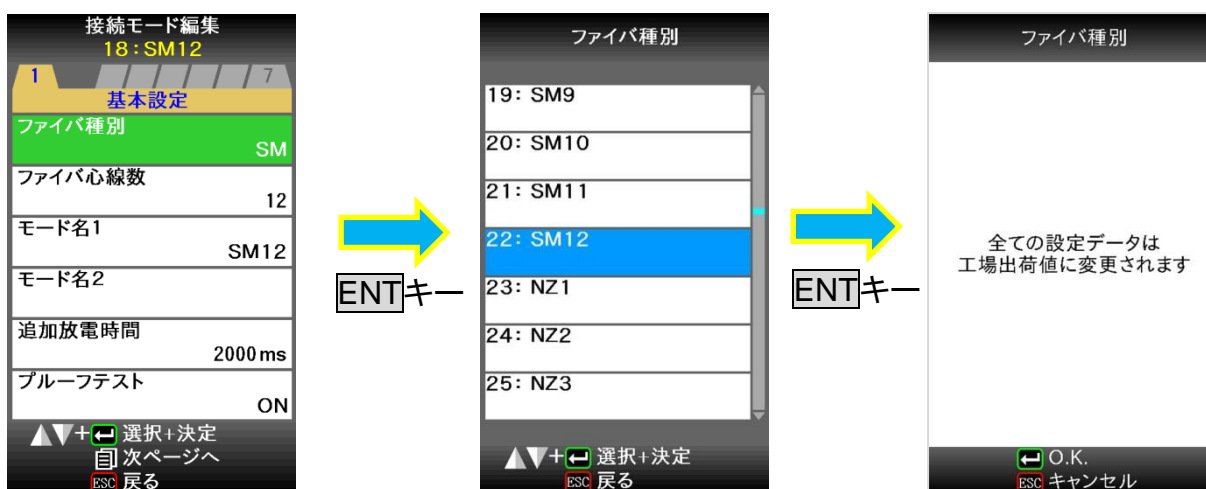 接続モード編集
18:SM12
1
7
基本設定
ファイバ種別
SM
ファイバ心線数
12
モード名1
SM12
モード名2
追加放電時間
2000ms
プルーフテスト
ON
+ 選択+決定
次ページへ
ESC 戻る
ENTキー
ファイバ種別
19: SM9
20: SM10
21: SM11
22: SM12
23: NZ1
24: NZ2
25: NZ3
+ 選択+決定
ESC 戻る
ENTキー
ファイバ種別
全ての設定データは
工場出荷値に変更されます
O.K.
ESC キャンセル